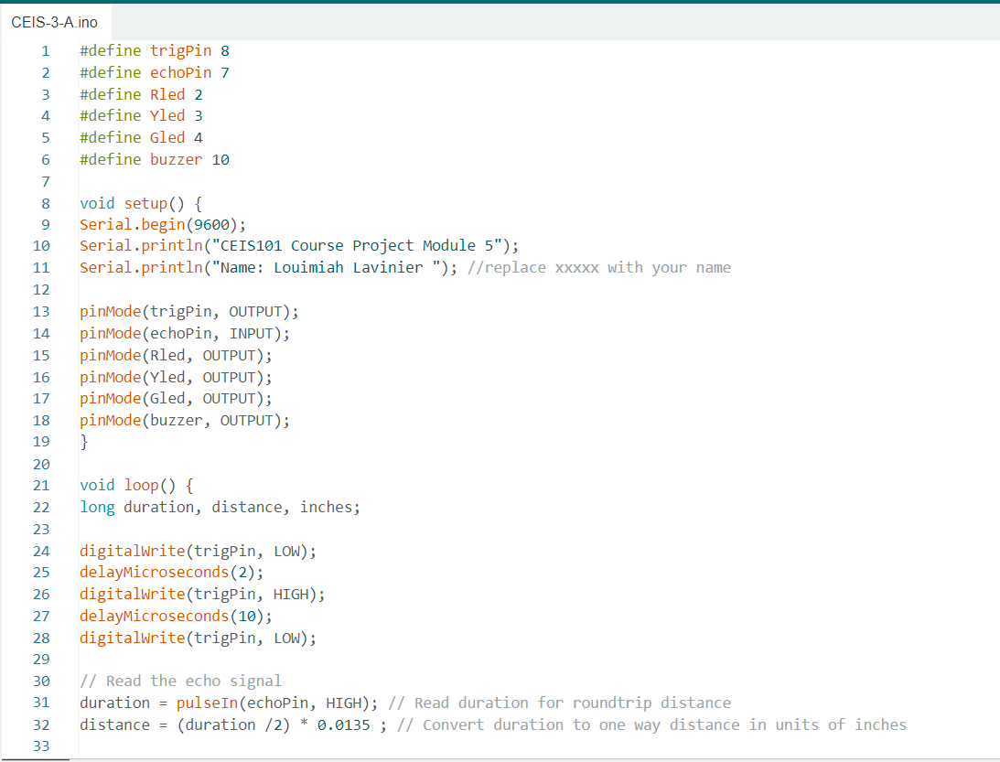 CEIS-3-A.ino
1 #define trigPin 8
2 #define echoPin 7
3 #define Rled 2
4 #define Yled 3
5 #define Gled 4
6 #define buzzer 10
7
8 void setup() {
9 Serial.begin(9600);
10 Serial.println("CEIS101 Course Project Module 5");
11 Serial.println("Name: Louimiah Lavinier "); //replace xxxxx with your name
12
13 pinMode(trigPin, OUTPUT);
14 pinMode(echoPin, INPUT);
15 pinMode(Rled, OUTPUT);
16 pinMode(Yled, OUTPUT);
17 pinMode(Gled, OUTPUT);
18 pinMode(buzzer, OUTPUT);
19 }
20
21 void loop() {
22 long duration, distance, inches;
23
24 digitalWrite(trigPin, LOW);
25 delayMicroseconds(2);
26 digitalWrite(trigPin, HIGH);
27 delayMicroseconds(10);
28 digitalWrite(trigPin, LOW);
29
30 // Read the echo signal
31 duration = pulseIn(echoPin, HIGH); // Read duration for roundtrip distance
32 distance = (duration /2) * 0.0135 ; // Convert duration to one way distance in units of inches
33